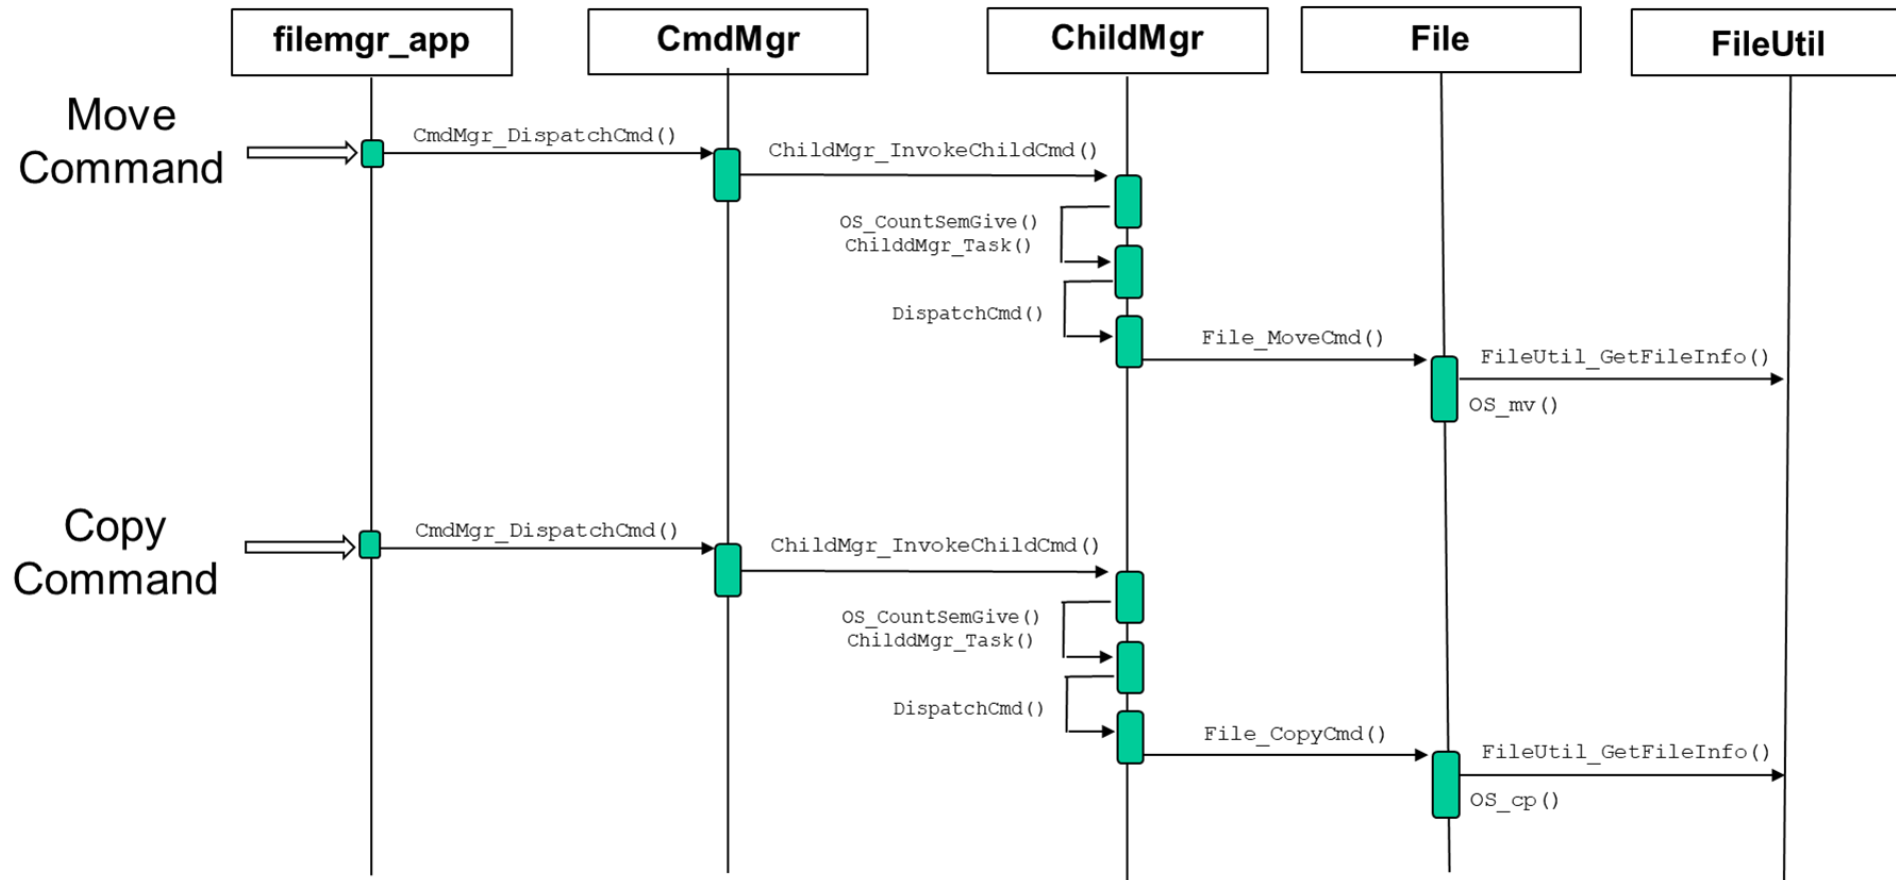 filemgr_app
CmdMgr
ChildMgr
File
FileUtil
Move
Command
CmdMgr_DispatchCmd()
ChildMgr_InvokeChildCmd()
OS_CountSemGive()
ChilddMgr_Task()
DispatchCmd()
File_MoveCmd()
FileUtil_GetFileInfo()
OS_mv()
Copy
Command
CmdMgr_DispatchCmd()
ChildMgr_InvokeChildCmd()
OS_CountSemGive()
ChilddMgr_Task()
DispatchCmd()
File_CopyCmd()
FileUtil_GetFileInfo()
OS_cp()